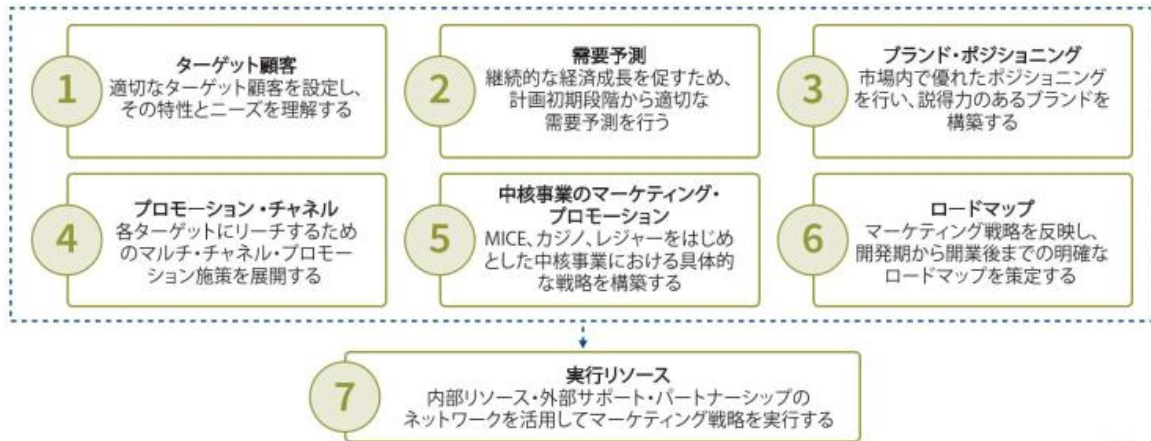 1
ターゲット顧客
適切なターゲット顧客を設定し、
その特性とニーズを理解する
2
需要予測
継続的な経済成長を促すため、
計画初期段階から適切な
需要予測を行う
3
ブランド・ポジショニング
市場内で優れたポジショニング
を行い、説得力のあるブランドを
構築する
4
プロモーション・チャネル
各ターゲットにリーチするため
のマルチ・チャネル・プロモー
ション施策を展開する
5
中核事業のマーケティング・
プロモーション
MICE、カジノ、レジャーをはじめ
とした中核事業における具体的
な戦略を構築する
6
ロードマップ
マーケティング戦略を反映し、
開発期から開業後までの明確な
ロードマップを策定する
7
実行リソース
内部リソース・外部サポート・パートナーシップの
ネットワークを活用してマーケティング戦略を実行する